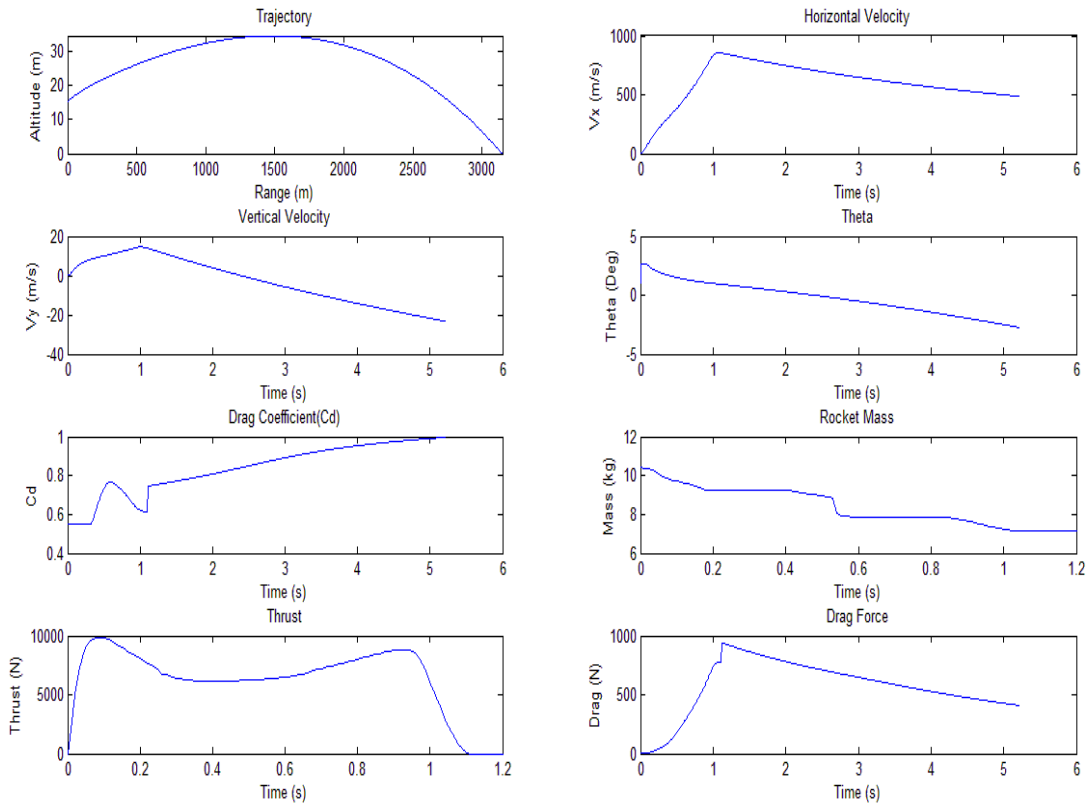 Trajectory
Altitude (m)
30
20
10
0
0 500 1000 1500 2000 2500 3000
Range (m)
Horizontal Velocity
Vx (m/s)
1000
500
0
0 1 2 3 4 5 6
Time (s)
Vertical Velocity
Vy (m/s)
20
0
-20
-40
0 1 2 3 4 5 6
Time (s)
Theta
Theta (Deg)
5
0
-5
0 1 2 3 4 5 6
Time (s)
Drag Coefficient(Cd)
Cd
1
0.8
0.6
0.4
0 1 2 3 4 5 6
Time (s)
Rocket Mass
Mass (kg)
12
10
8
6
0 0.2 0.4 0.6 0.8 1 1.2
Time (s)
Thrust
Thrust (N)
10000
5000
0
0 0.2 0.4 0.6 0.8 1 1.2
Time (s)
Drag Force
Drag (N)
1000
500
0
0 1 2 3 4 5 6
Time (s)